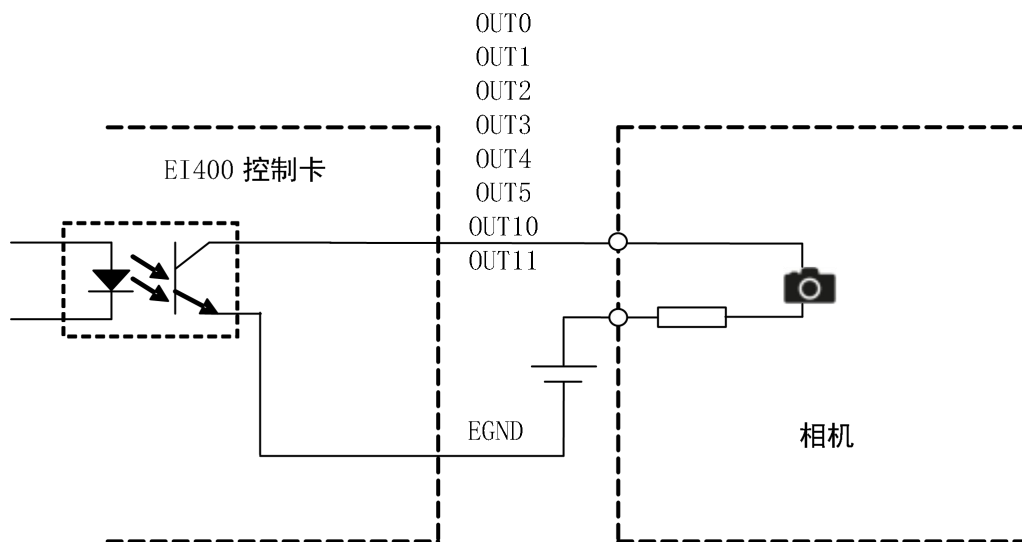 OUT0
OUT1
OUT2
OUT3
OUT4
OUT5
OUT10
OUT11
EI400 控制卡
EGND
相机